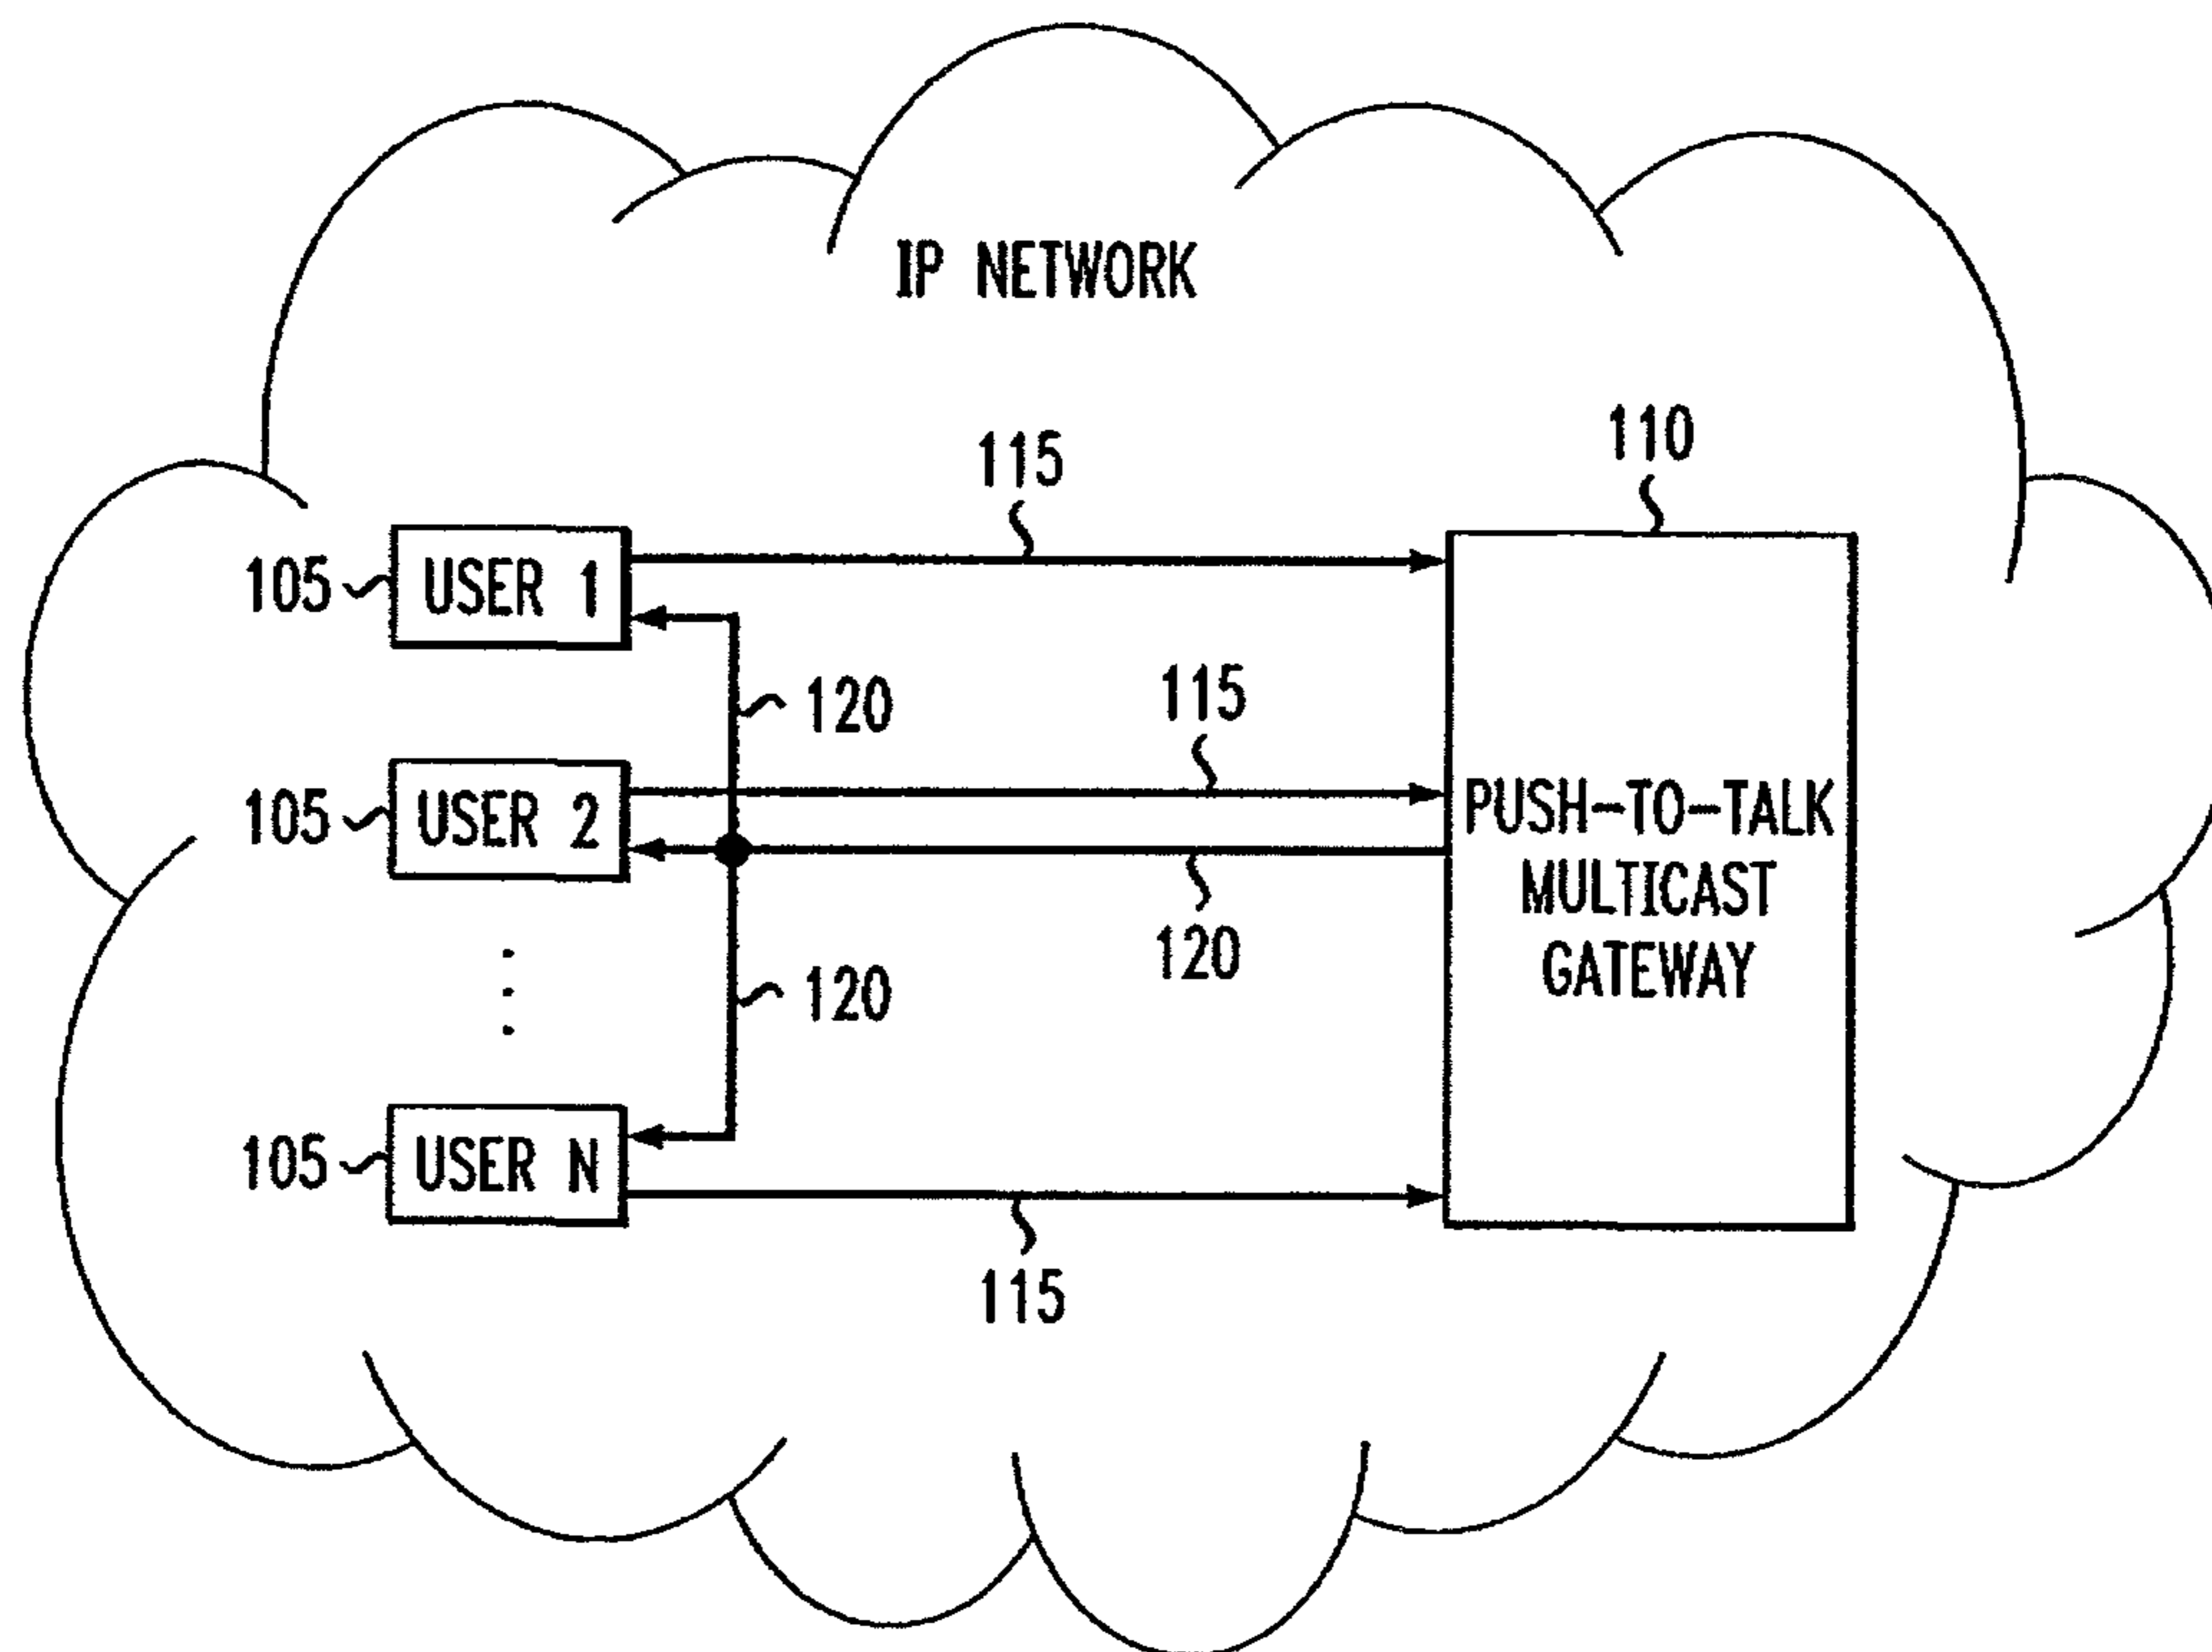 IP NETWORK
115
110
105
USER 1
120
115
105
USER 2
PUSH-TO-TALK
MULTICAST
GATEWAY
120
120
105
USER N
115